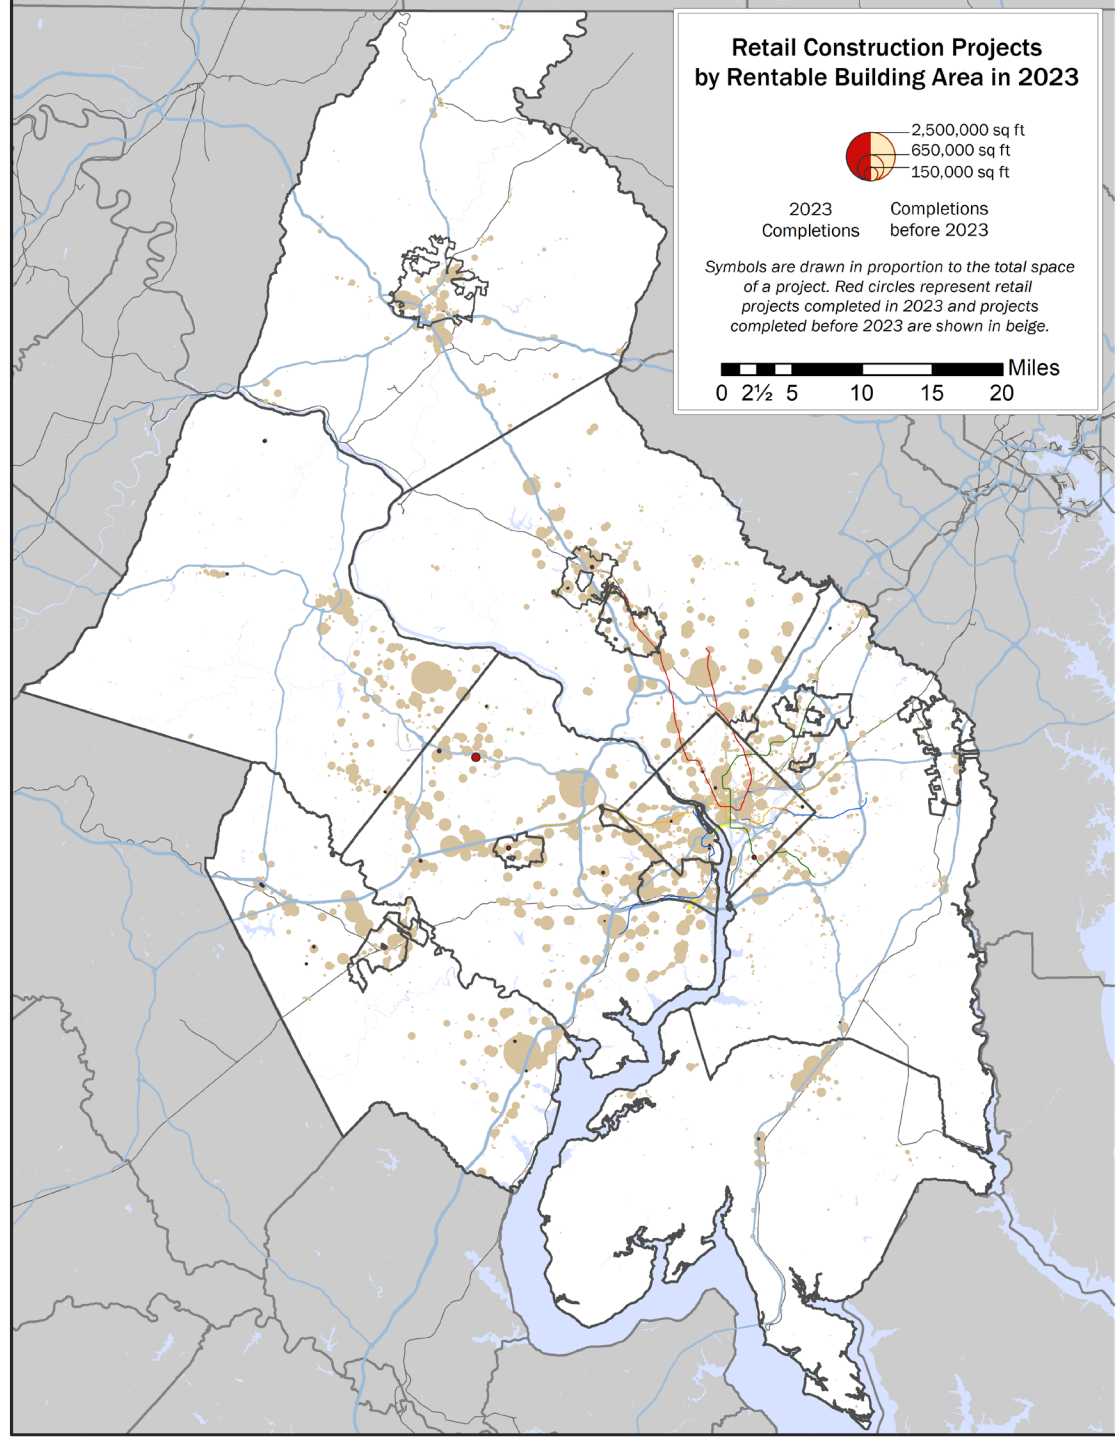 Retail Construction Projects
by Rentable Building Area in 2023
2,500,000 sq ft
650,000 sq ft
150,000 sq ft
2023
Completions
Completions
before 2023
Symbols are drawn in proportion to the total space
of a project. Red circles represent retail
projects completed in 2023 and projects
completed before 2023 are shown in beige.
Miles
0 2½ 5 10 15 20